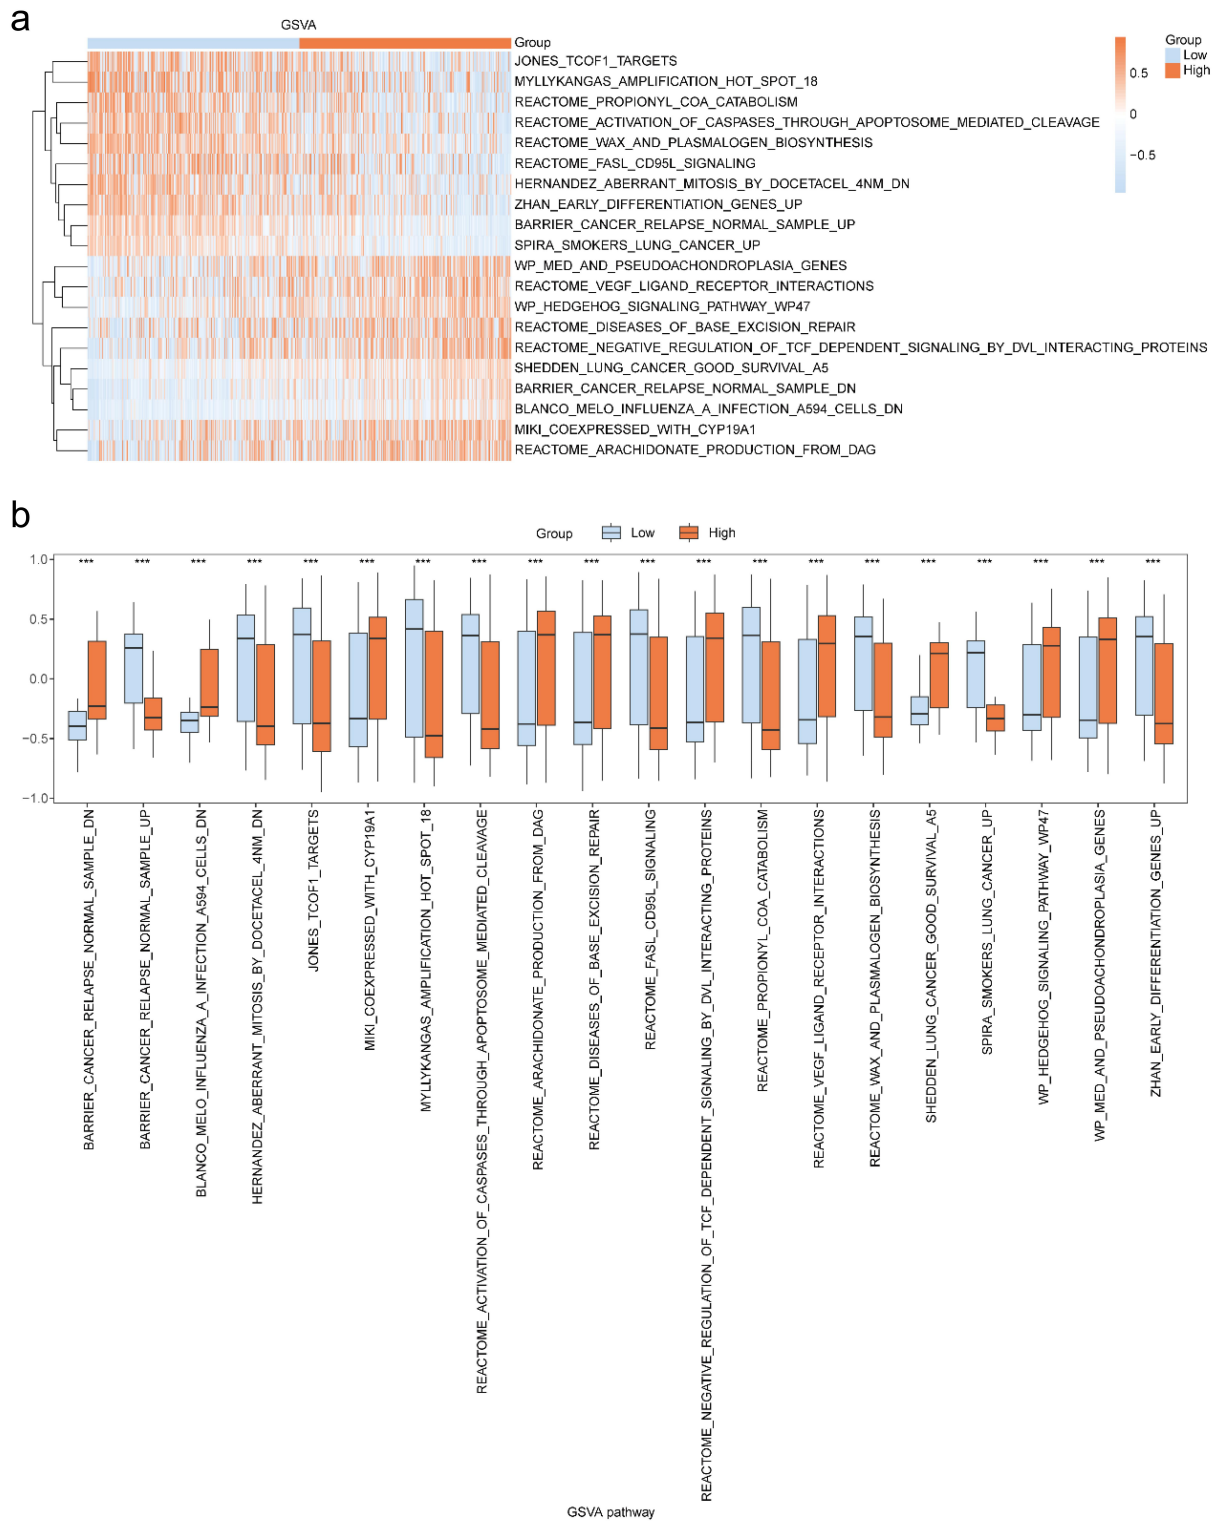 a
GSVA
Group
JONES_TCOF1_TARGETS
MYLLYKANGAS_AMPLIFICATION_HOT_SPOT_18
REACTOME_PROPIONYL_COA_CATABOLISM
REACTOME_ACTIVATION_OF_CASPASES_THROUGH_APOPTOSOME_MEDIATED_CLEAVAGE
REACTOME_WAX_AND_PLASMALOGEN_BIOSYNTHESIS
REACTOME_FASL_CD95L_SIGNALING
HERNANDEZ_ABERRANT_MITOSIS_BY_DOCETACEL_4NM_DN
ZHAN_EARLY_DIFFERENTIATION_GENES_UP
BARRIER_CANCER_RELAPSE_NORMAL_SAMPLE_UP
SPIRA_SMOKERS_LUNG_CANCER_UP
WP_MED_AND_PSEUDOACHONDROPLASIA_GENES
REACTOME_VEGF_LIGAND_RECEPTOR_INTERACTIONS
WP_HEDGEHOG_SIGNALING_PATHWAY_WP47
REACTOME_DISEASES_OF_BASE_EXCISION_REPAIR
REACTOME_NEGATIVE_REGULATION_OF_TCF_DEPENDENT_SIGNALING_BY_DVL_INTERACTING_PROTEINS
SHEDDEN_LUNG_CANCER_GOOD_SURVIVAL_A5
BARRIER_CANCER_RELAPSE_NORMAL_SAMPLE_DN
BLANCO_MELO_INFLUENZA_A_INFECTION_A594_CELLS_DN
MIKI_COEXPRESSED_WITH_CYP19A1
REACTOME_ARACHIDONATE_PRODUCTION_FROM_DAG
0.5
0
−0.5
Group
Low
High
b
Group Low High
*** *** *** *** *** *** *** *** *** *** *** *** *** *** *** *** *** *** *** ***
1.0
0.5
0.0
−0.5
−1.0
BARRIER_CANCER_RELAPSE_NORMAL_SAMPLE_DN
BARRIER_CANCER_RELAPSE_NORMAL_SAMPLE_UP
BLANCO_MELO_INFLUENZA_A_INFECTION_A594_CELLS_DN
HERNANDEZ_ABERRANT_MITOSIS_BY_DOCETACEL_4NM_DN
JONES_TCOF1_TARGETS
MIKI_COEXPRESSED_WITH_CYP19A1
MYLLYKANGAS_AMPLIFICATION_HOT_SPOT_18
REACTOME_ACTIVATION_OF_CASPASES_THROUGH_APOPTOSOME_MEDIATED_CLEAVAGE
REACTOME_ARACHIDONATE_PRODUCTION_FROM_DAG
REACTOME_DISEASES_OF_BASE_EXCISION_REPAIR
REACTOME_FASL_CD95L_SIGNALING
REACTOME_NEGATIVE_REGULATION_OF_TCF_DEPENDENT_SIGNALING_BY_DVL_INTERACTING_PROTEINS
REACTOME_PROPIONYL_COA_CATABOLISM
REACTOME_VEGF_LIGAND_RECEPTOR_INTERACTIONS
REACTOME_WAX_AND_PLASMALOGEN_BIOSYNTHESIS
SHEDDEN_LUNG_CANCER_GOOD_SURVIVAL_A5
SPIRA_SMOKERS_LUNG_CANCER_UP
WP_HEDGEHOG_SIGNALING_PATHWAY_WP47
WP_MED_AND_PSEUDOACHONDROPLASIA_GENES
ZHAN_EARLY_DIFFERENTIATION_GENES_UP
GSVA pathway